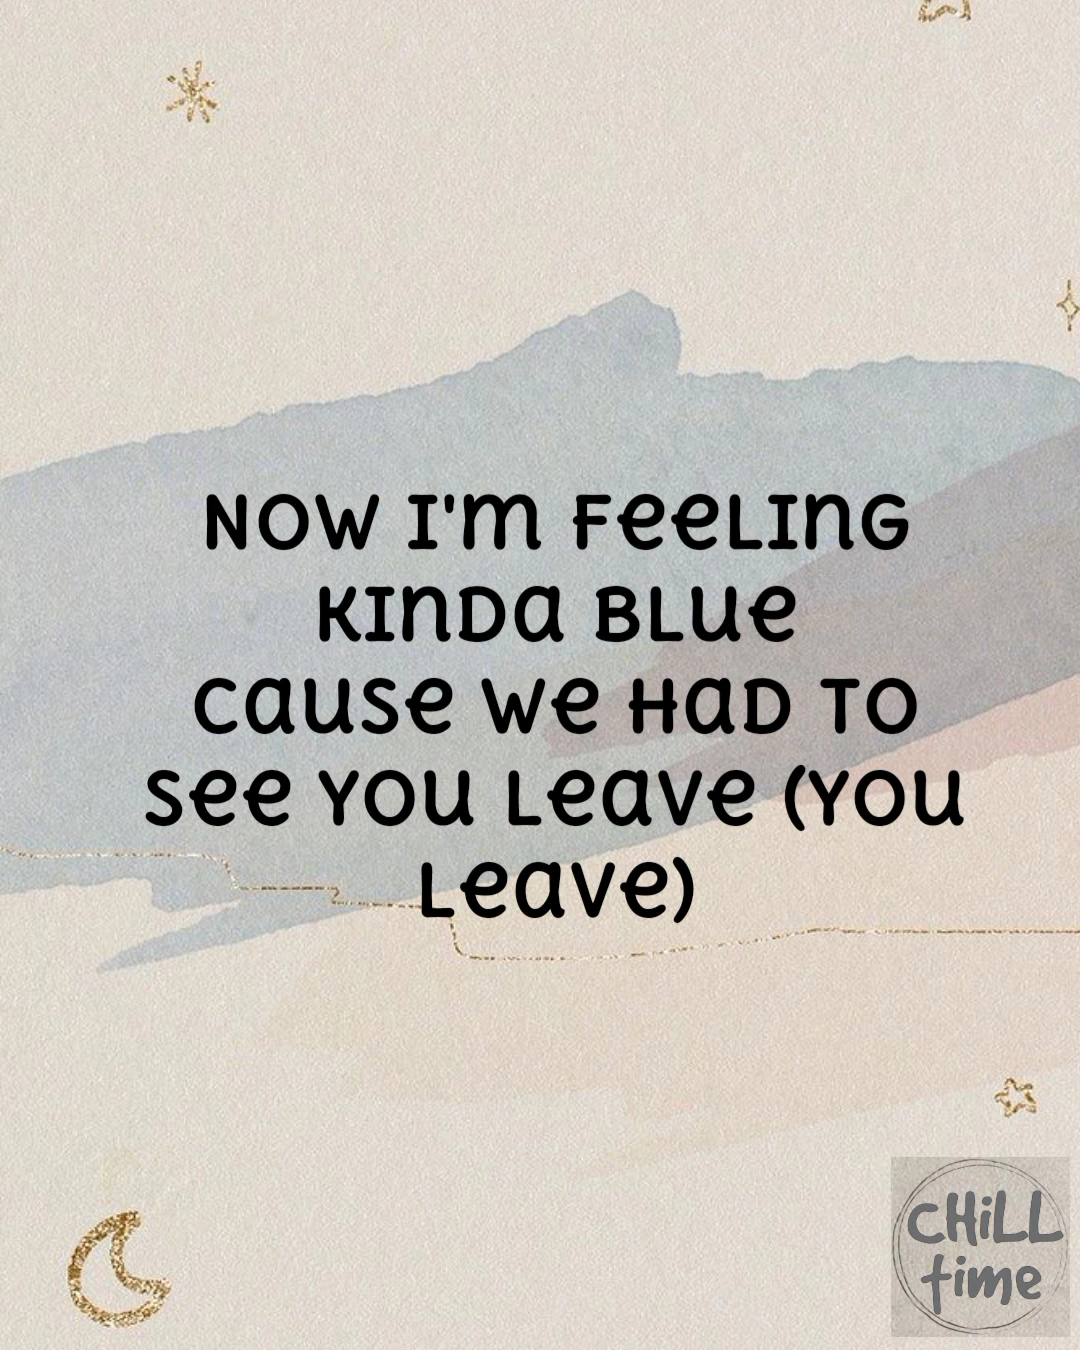 NOW I'm FeeLInG
KInDa BLue
cause we Had TO
see YOu Leave (YOu
Leave)
cHiLL
time